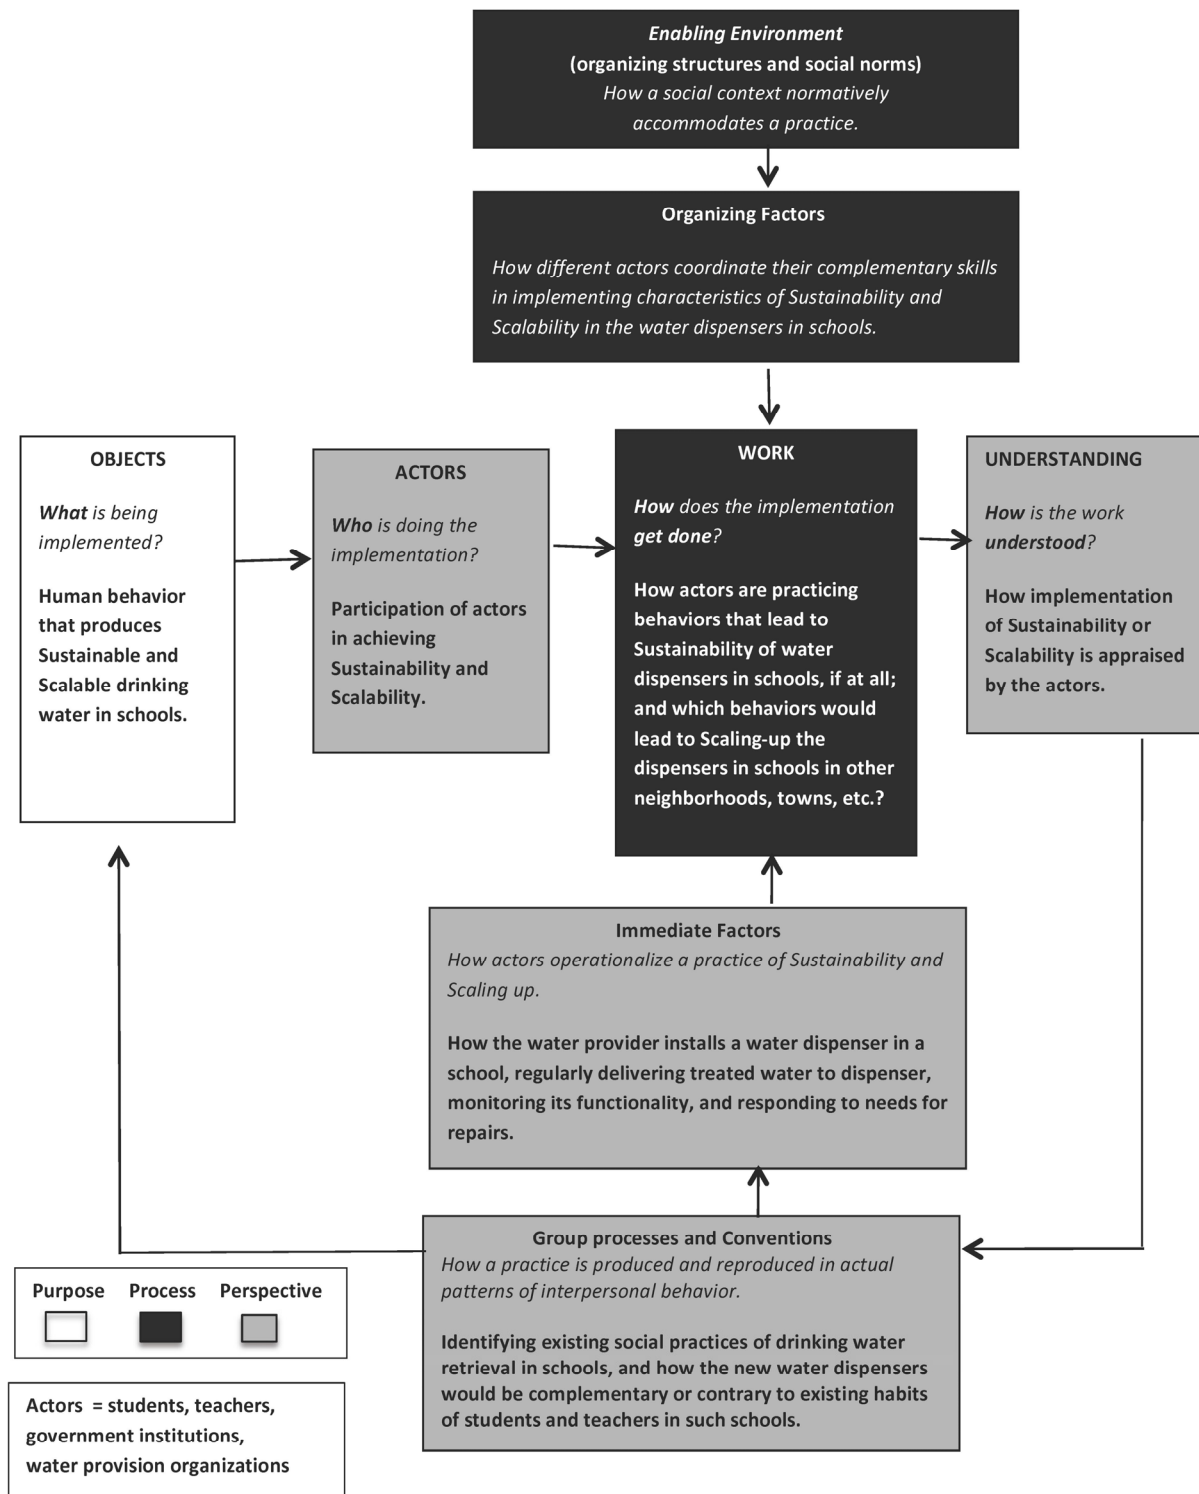 Enabling Environment
(organizing structures and social norms)
How a social context normatively
accommodates a practice.
Organizing Factors
How different actors coordinate their complementary skills
in implementing characteristics of Sustainability and
Scalability in the water dispensers in schools.
OBJECTS
What is being
implemented?
Human behavior
that produces
Sustainable and
Scalable drinking
water in schools.
ACTORS
Who is doing the
implementation?
Participation of actors
in achieving
Sustainability and
Scalability.
WORK
How does the implementation
get done?
How actors are practicing
behaviors that lead to
Sustainability of water
dispensers in schools, if at all;
and which behaviors would
lead to Scaling-up the
dispensers in schools in other
neighborhoods, towns, etc.?
UNDERSTANDING
How is the work
understood?
How implementation
of Sustainability or
Scalability is appraised
by the actors.
Immediate Factors
How actors operationalize a practice of Sustainability and
Scaling up.
How the water provider installs a water dispenser in a
school, regularly delivering treated water to dispenser,
monitoring its functionality, and responding to needs for
repairs.
Group processes and Conventions
How a practice is produced and reproduced in actual
patterns of interpersonal behavior.
Identifying existing social practices of drinking water
retrieval in schools, and how the new water dispensers
would be complementary or contrary to existing habits
of students and teachers in such schools.
Purpose Process Perspective
Actors = students, teachers,
government institutions,
water provision organizations